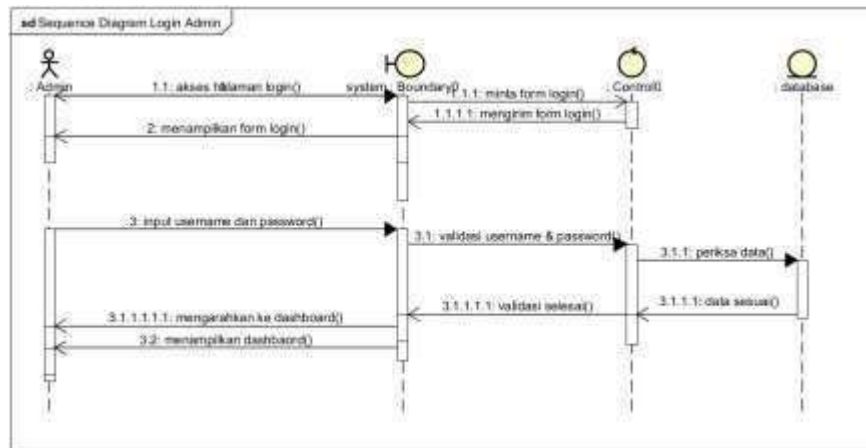 sd Sequence Diagram Login Admin
: Admin
system : Boundary0
: Control0
: database
1.1: akses halaman login()
1.1.1: minta form login()
1.1.1.1: mengirim form login()
2: menampilkan form login()
3: input username dan password()
3.1: validasi username & password()
3.1.1: periksa data()
3.1.1.1: data sesuai()
3.1.1.1.1: validasi selesai()
3.1.1.1.1.1: mengarahkan ke dashboard()
3.2: menampilkan dashbaord()